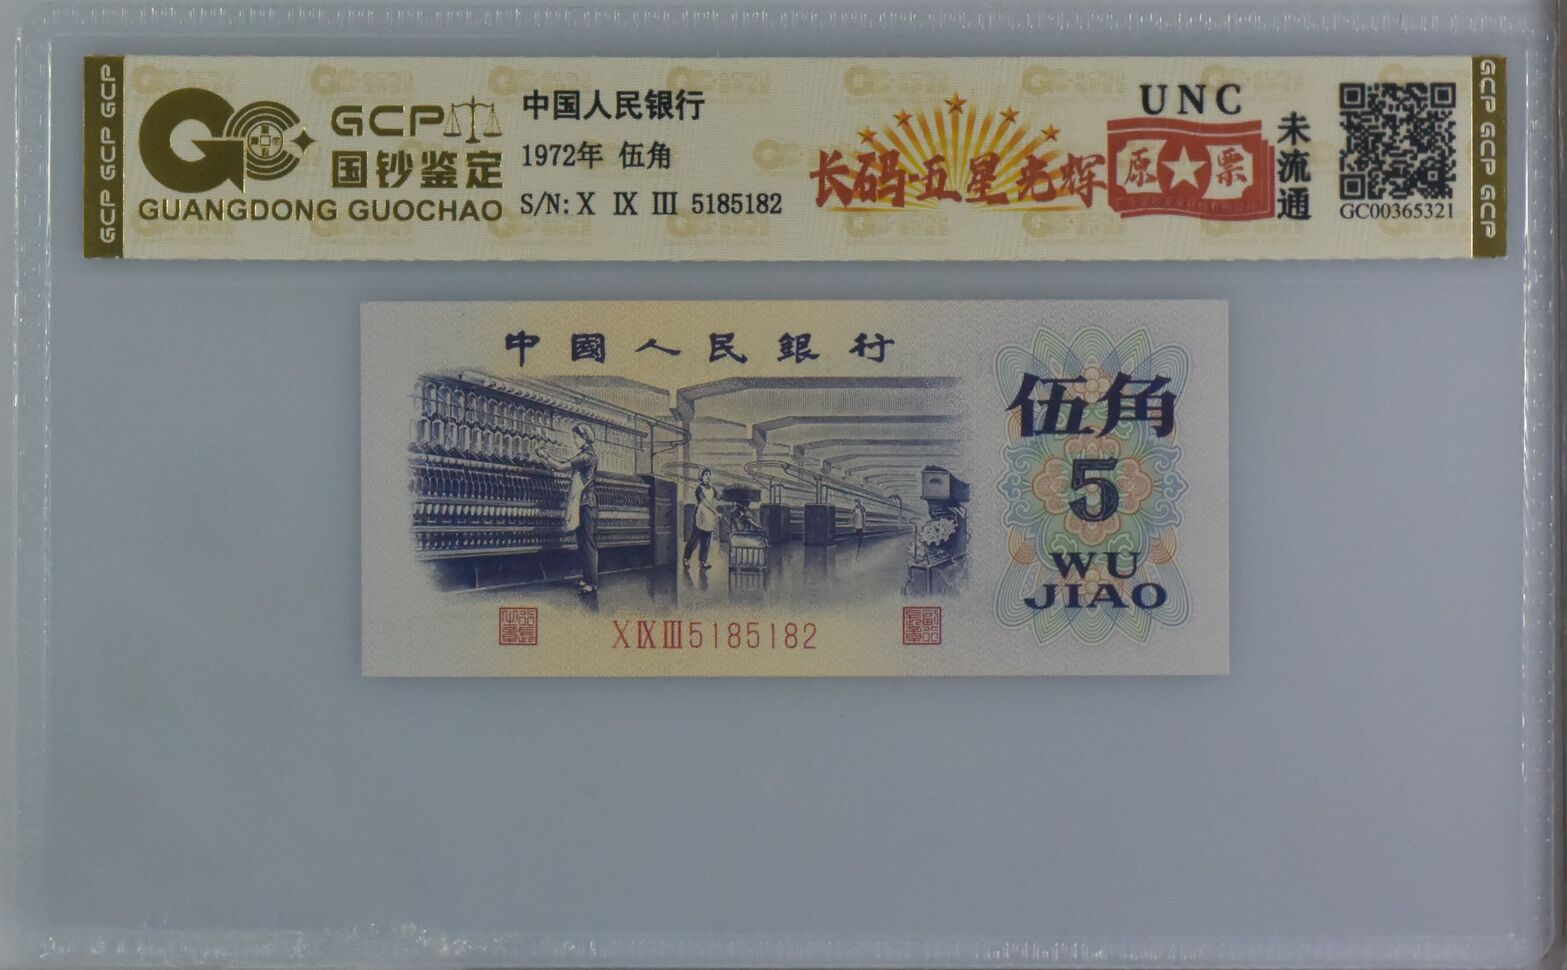 GCP GCP GCP
GCP
国钞鉴定
GUANGDONG GUOCHAO
中国人民银行
1972年 伍角
S/N: X IX III 5185182
长码·五星光辉
UNC
原★票
未流通
GC00365321
GCP GCP GCP
中國人民銀行
伍角
5
WU
JIAO
X IX III 5185182